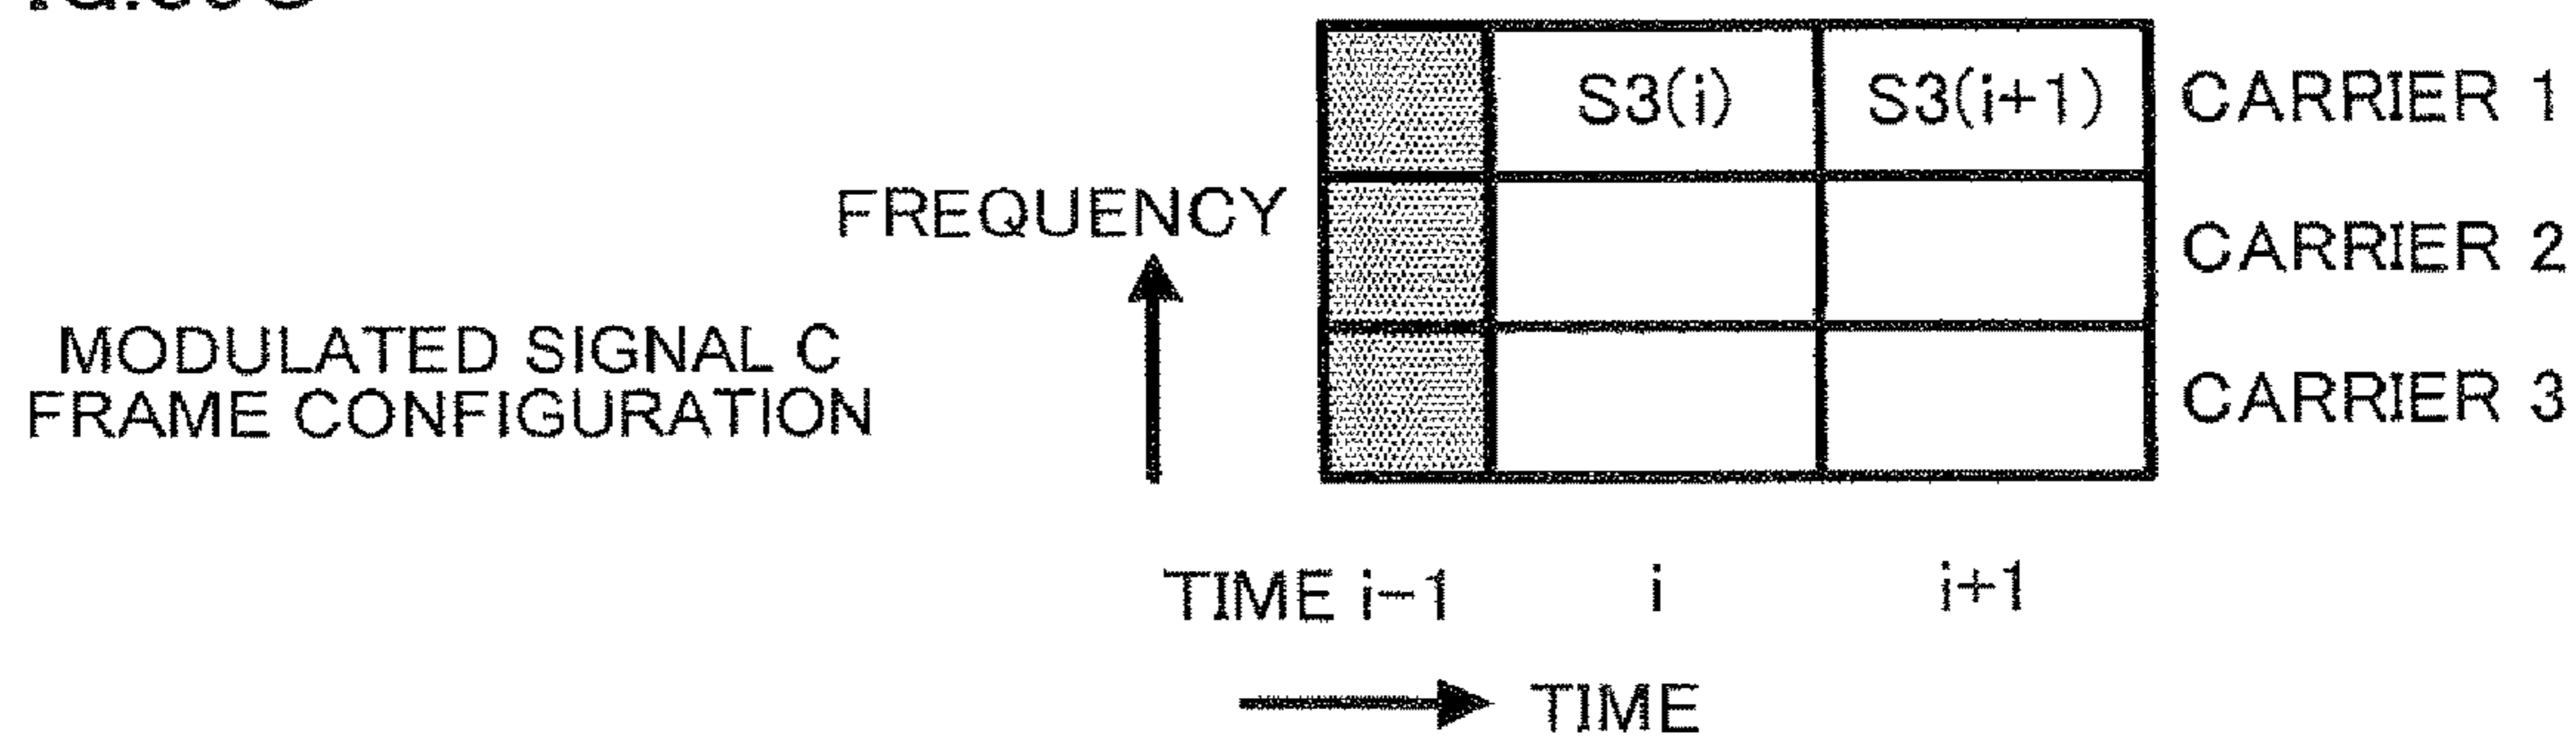 S3(i) S3(i+1) CARRIER 1
FREQUENCY
CARRIER 2
MODULATED SIGNAL C
FRAME CONFIGURATION
CARRIER 3
TIME i-1 i i+1
TIME